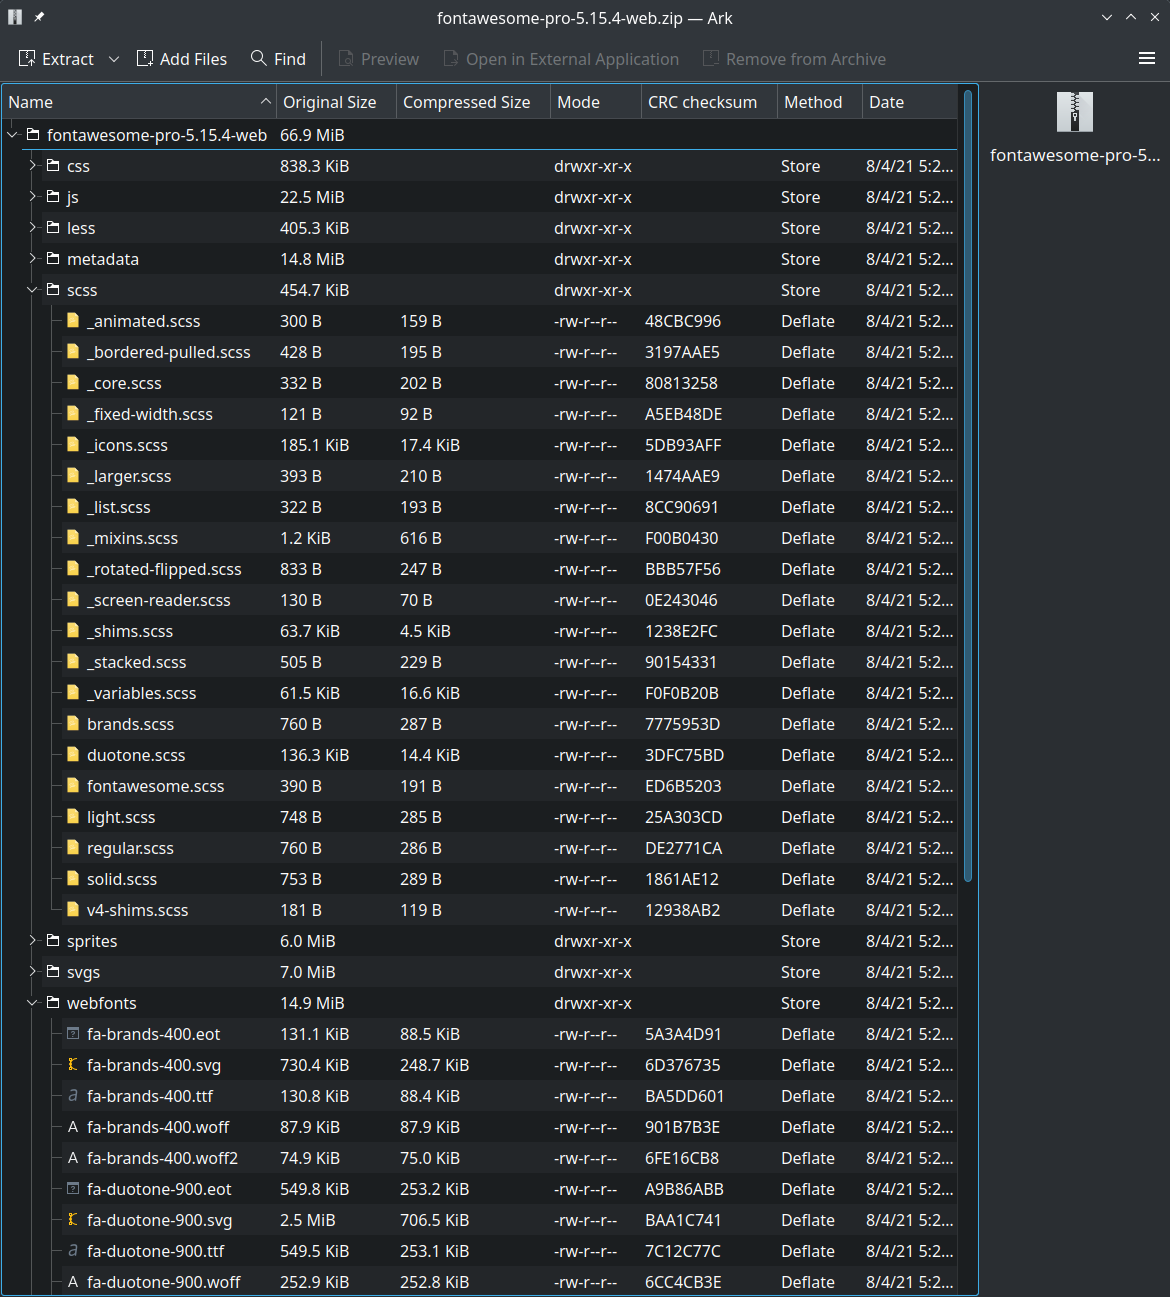 fontawesome-pro-5.15.4-web.zip — Ark
Extract Add Files Find Preview Open in External Application Remove from Archive
Name Original Size Compressed Size Mode CRC checksum Method Date
fontawesome-pro-5.15.4-web 66.9 MiB
fontawesome-pro-5...
css 838.3 KiB drwxr-xr-x Store 8/4/21 5:2...
js 22.5 MiB drwxr-xr-x Store 8/4/21 5:2...
less 405.3 KiB drwxr-xr-x Store 8/4/21 5:2...
metadata 14.8 MiB drwxr-xr-x Store 8/4/21 5:2...
scss 454.7 KiB drwxr-xr-x Store 8/4/21 5:2...
_animated.scss 300 B 159 B -rw-r--r-- 48CBC996 Deflate 8/4/21 5:2...
_bordered-pulled.scss 428 B 195 B -rw-r--r-- 3197AAE5 Deflate 8/4/21 5:2...
_core.scss 332 B 202 B -rw-r--r-- 80813258 Deflate 8/4/21 5:2...
_fixed-width.scss 121 B 92 B -rw-r--r-- A5EB48DE Deflate 8/4/21 5:2...
_icons.scss 185.1 KiB 17.4 KiB -rw-r--r-- 5DB93AFF Deflate 8/4/21 5:2...
_larger.scss 393 B 210 B -rw-r--r-- 1474AAE9 Deflate 8/4/21 5:2...
_list.scss 322 B 193 B -rw-r--r-- 8CC90691 Deflate 8/4/21 5:2...
_mixins.scss 1.2 KiB 616 B -rw-r--r-- F00B0430 Deflate 8/4/21 5:2...
_rotated-flipped.scss 833 B 247 B -rw-r--r-- BBB57F56 Deflate 8/4/21 5:2...
_screen-reader.scss 130 B 70 B -rw-r--r-- 0E243046 Deflate 8/4/21 5:2...
_shims.scss 63.7 KiB 4.5 KiB -rw-r--r-- 1238E2FC Deflate 8/4/21 5:2...
_stacked.scss 505 B 229 B -rw-r--r-- 90154331 Deflate 8/4/21 5:2...
_variables.scss 61.5 KiB 16.6 KiB -rw-r--r-- F0F0B20B Deflate 8/4/21 5:2...
brands.scss 760 B 287 B -rw-r--r-- 7775953D Deflate 8/4/21 5:2...
duotone.scss 136.3 KiB 14.4 KiB -rw-r--r-- 3DFC75BD Deflate 8/4/21 5:2...
fontawesome.scss 390 B 191 B -rw-r--r-- ED6B5203 Deflate 8/4/21 5:2...
light.scss 748 B 285 B -rw-r--r-- 25A303CD Deflate 8/4/21 5:2...
regular.scss 760 B 286 B -rw-r--r-- DE2771CA Deflate 8/4/21 5:2...
solid.scss 753 B 289 B -rw-r--r-- 1861AE12 Deflate 8/4/21 5:2...
v4-shims.scss 181 B 119 B -rw-r--r-- 12938AB2 Deflate 8/4/21 5:2...
sprites 6.0 MiB drwxr-xr-x Store 8/4/21 5:2...
svgs 7.0 MiB drwxr-xr-x Store 8/4/21 5:2...
webfonts 14.9 MiB drwxr-xr-x Store 8/4/21 5:2...
fa-brands-400.eot 131.1 KiB 88.5 KiB -rw-r--r-- 5A3A4D91 Deflate 8/4/21 5:2...
fa-brands-400.svg 730.4 KiB 248.7 KiB -rw-r--r-- 6D376735 Deflate 8/4/21 5:2...
fa-brands-400.ttf 130.8 KiB 88.4 KiB -rw-r--r-- BA5DD601 Deflate 8/4/21 5:2...
fa-brands-400.woff 87.9 KiB 87.9 KiB -rw-r--r-- 901B7B3E Deflate 8/4/21 5:2...
fa-brands-400.woff2 74.9 KiB 75.0 KiB -rw-r--r-- 6FE16CB8 Deflate 8/4/21 5:2...
fa-duotone-900.eot 549.8 KiB 253.2 KiB -rw-r--r-- A9B86ABB Deflate 8/4/21 5:2...
fa-duotone-900.svg 2.5 MiB 706.5 KiB -rw-r--r-- BAA1C741 Deflate 8/4/21 5:2...
fa-duotone-900.ttf 549.5 KiB 253.1 KiB -rw-r--r-- 7C12C77C Deflate 8/4/21 5:2...
fa-duotone-900.woff 252.9 KiB 252.8 KiB -rw-r--r-- 6CC4CB3E Deflate 8/4/21 5:2...